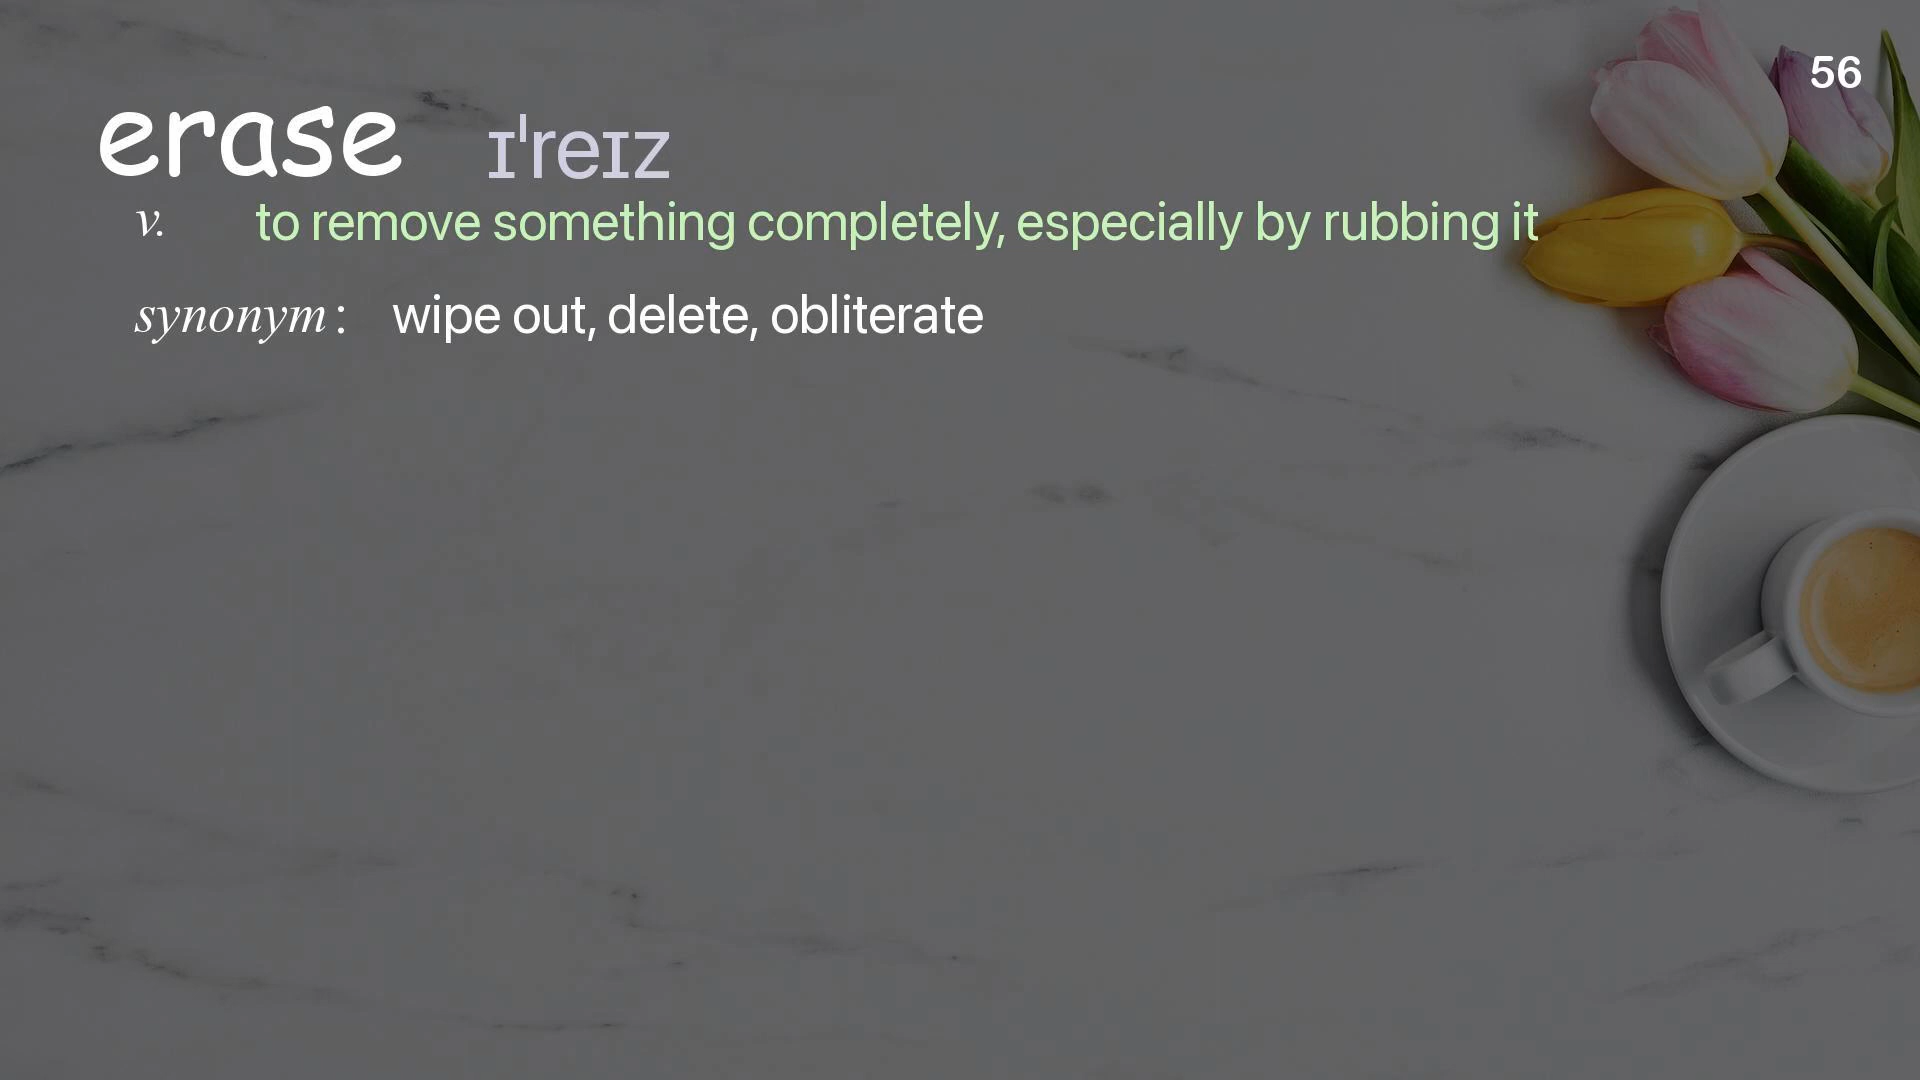 56
erase ɪˈreɪz
v. to remove something completely, especially by rubbing it
synonym : wipe out, delete, obliterate